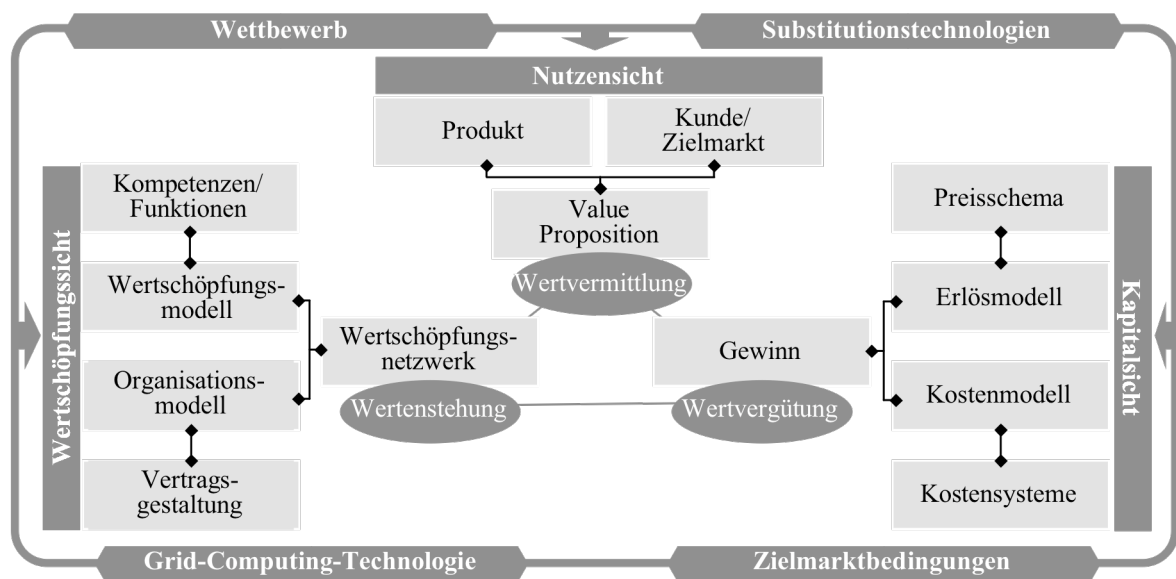 Wettbewerb
Substitutionstechnologien
Nutzensicht
Produkt
Kunde/
Zielmarkt
Value
Proposition
Wertvermittlung
Wertschöpfungssicht
Kompetenzen/
Funktionen
Wertschöpfungs-
modell
Organisations-
modell
Vertrags-
gestaltung
Wertschöpfungs-
netzwerk
Wertenstehung
Gewinn
Wertvergütung
Preisschema
Erlösmodell
Kostenmodell
Kostensysteme
Kapitalsicht
Grid-Computing-Technologie
Zielmarktbedingungen